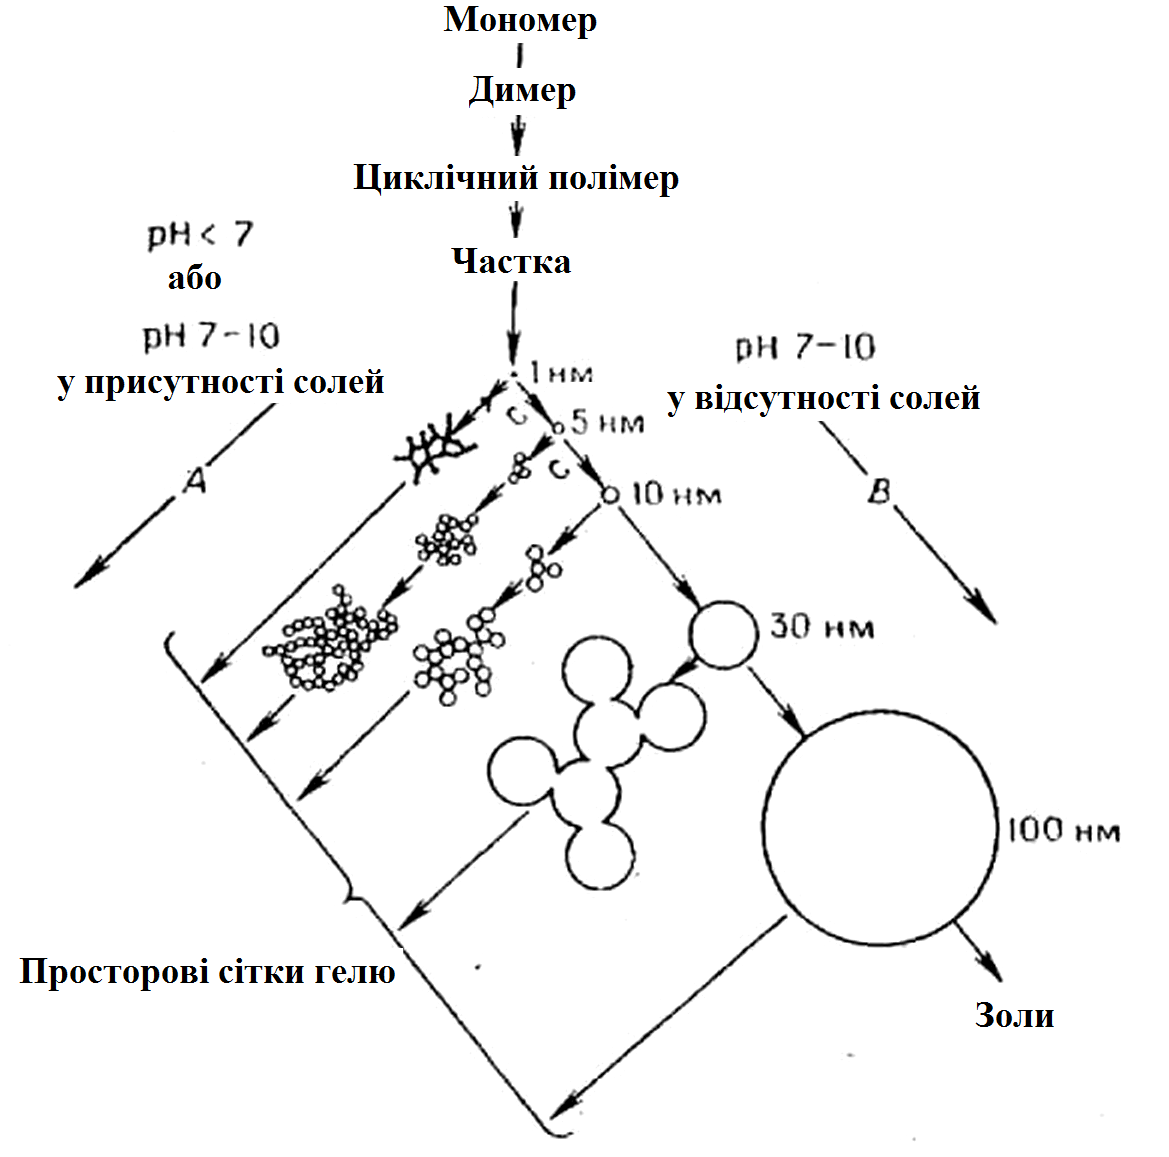 Мономер
Димер
Циклічний полімер
Частка
pH < 7
або
pH 7-10
у присутності солей
pH 7-10
у відсутності солей
1 нм
C
5 нм
C
10 нм
A
B
30 нм
100 нм
Просторові сітки гелю
Золи